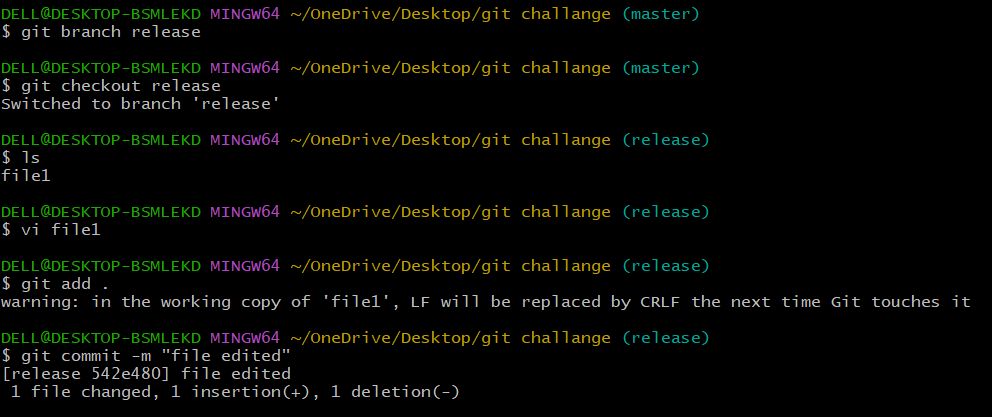 DELL@DESKTOP-BSMLEKD MINGW64 ~/OneDrive/Desktop/git challange (master)
$ git branch release
DELL@DESKTOP-BSMLEKD MINGW64 ~/OneDrive/Desktop/git challange (master)
$ git checkout release
Switched to branch 'release'
DELL@DESKTOP-BSMLEKD MINGW64 ~/OneDrive/Desktop/git challange (release)
$ ls
file1
DELL@DESKTOP-BSMLEKD MINGW64 ~/OneDrive/Desktop/git challange (release)
$ vi file1
DELL@DESKTOP-BSMLEKD MINGW64 ~/OneDrive/Desktop/git challange (release)
$ git add .
warning: in the working copy of 'file1', LF will be replaced by CRLF the next time Git touches it
DELL@DESKTOP-BSMLEKD MINGW64 ~/OneDrive/Desktop/git challange (release)
$ git commit -m "file edited"
[release 542e480] file edited
 1 file changed, 1 insertion(+), 1 deletion(-)